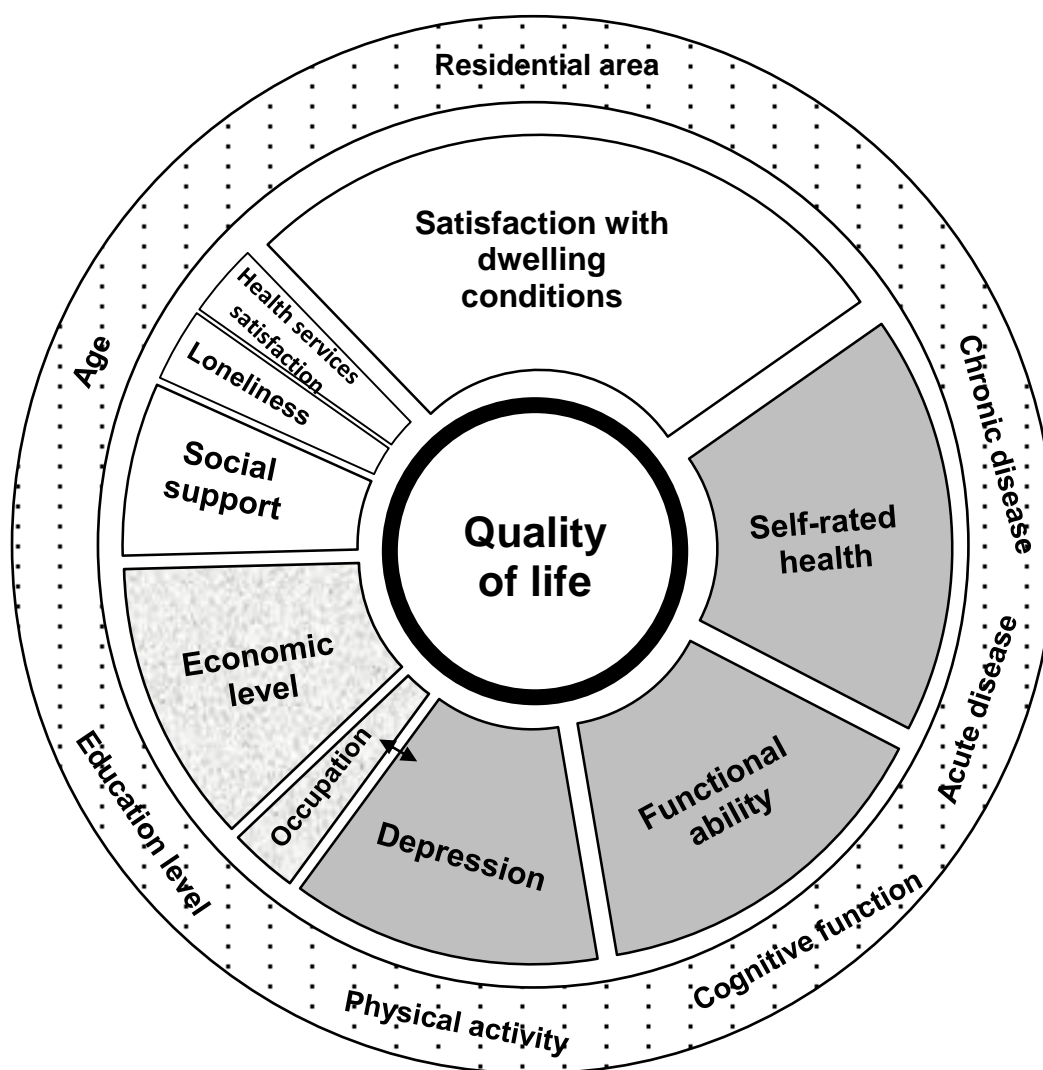 Residential area
Satisfaction with
dwelling
conditions
Health services
satisfaction
Loneliness
Age
Social
support
Chronic disease
Self-rated
health
Quality
of life
Economic
level
Acute disease
Functional
ability
Occupation
Depression
Education level
Cognitive function
Physical activity